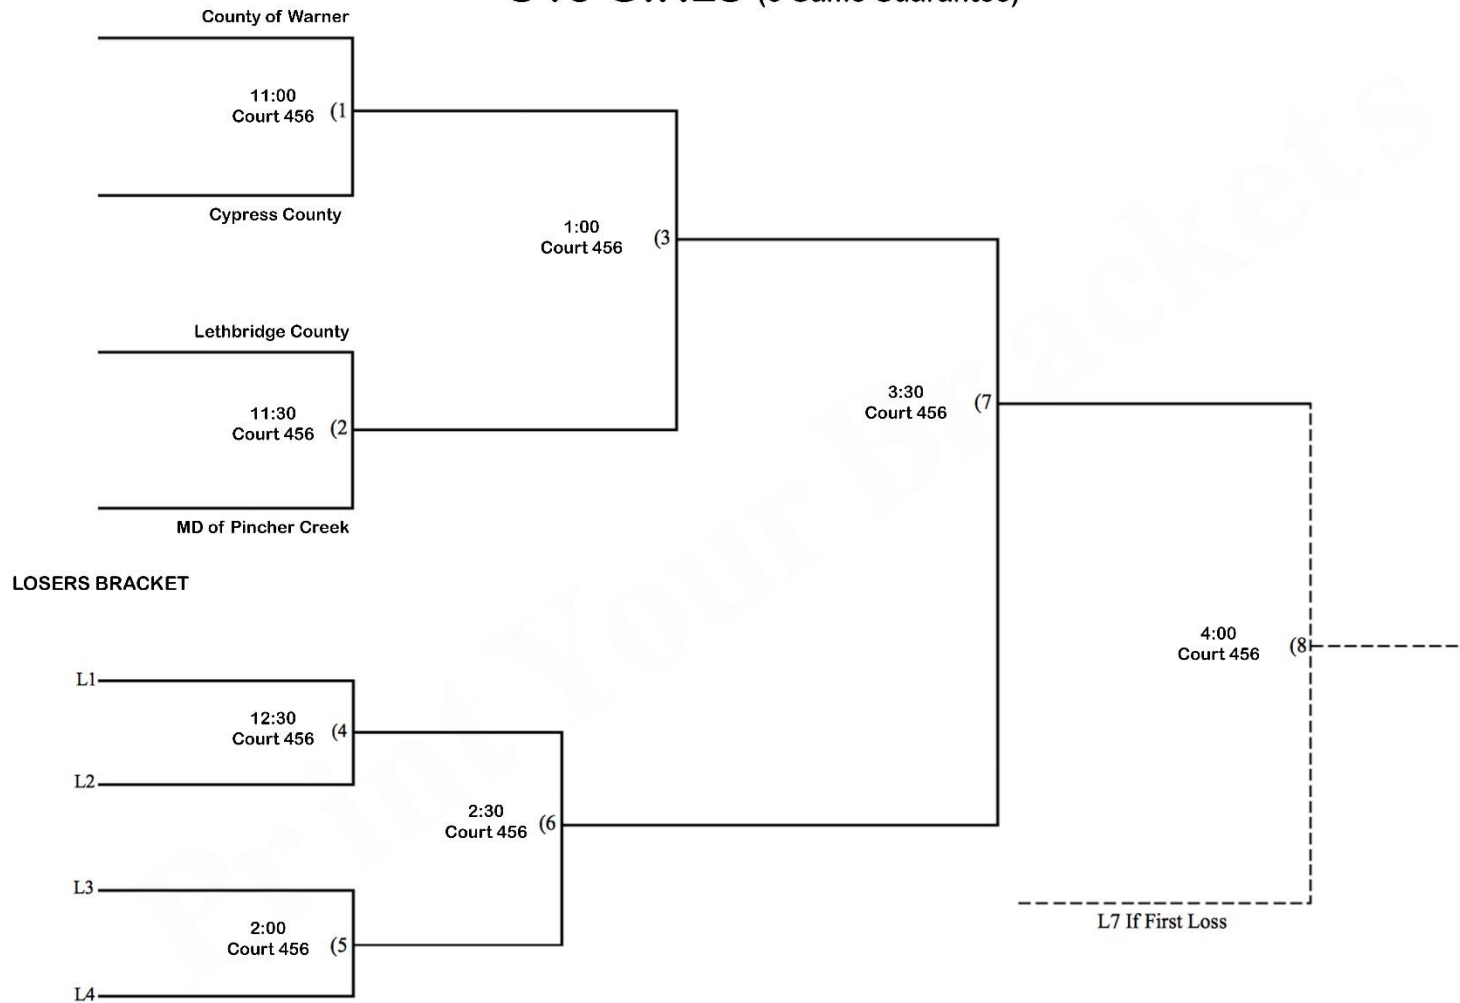 County of Warner
11:00
Court 456 (1
Cypress County
1:00
Court 456 (3
Lethbridge County
11:30
Court 456 (2
MD of Pincher Creek
3:30
Court 456 (7
LOSERS BRACKET
4:00
Court 456 (8
L1
12:30
Court 456 (4
L2
2:30
Court 456 (6
L3
2:00
Court 456 (5
L4
L7 If First Loss
Print Your Brackets